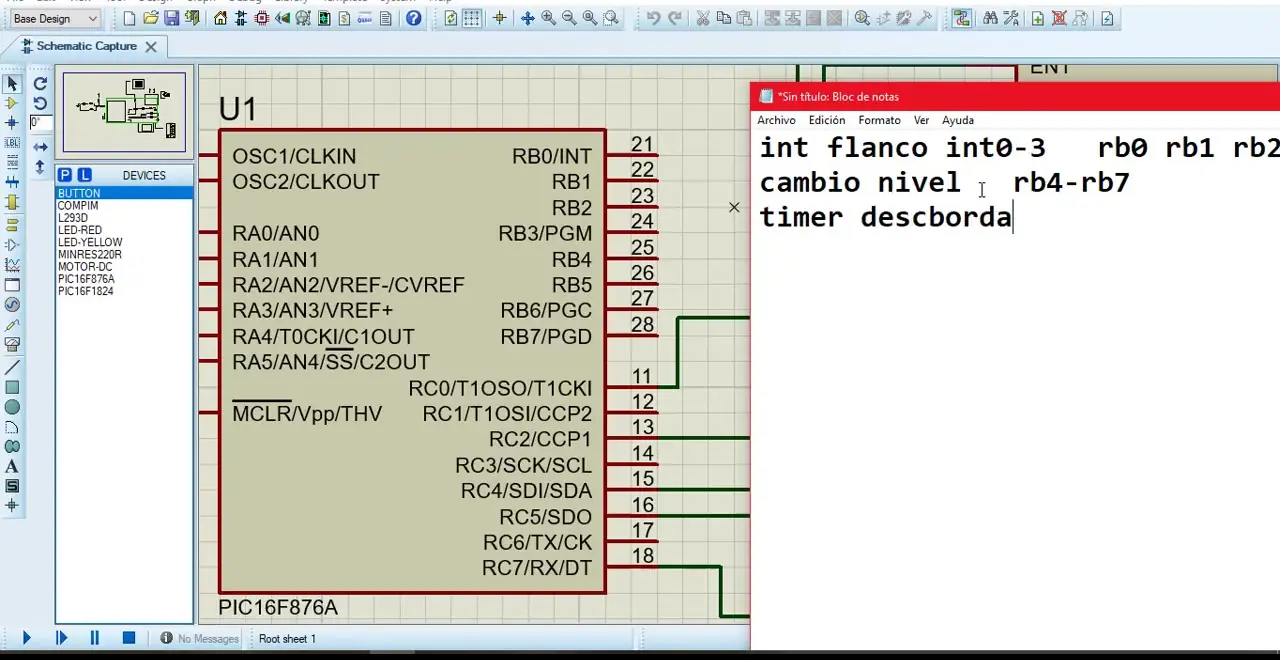 Base Design
Schematic Capture
0°
P L DEVICES
BUTTON
COMPIM
L293D
LED-RED
LED-YELLOW
MINRES220R
MOTOR-DC
PIC16F876A
PIC16F1824
U1
OSC1/CLKIN
OSC2/CLKOUT
RA0/AN0
RA1/AN1
RA2/AN2/VREF-/CVREF
RA3/AN3/VREF+
RA4/T0CKI/C1OUT
RA5/AN4/SS/C2OUT
MCLR/Vpp/THV
RB0/INT 21
RB1 22
RB2 23
RB3/PGM 24
RB4 25
RB5 26
RB6/PGC 27
RB7/PGD 28
RC0/T1OSO/T1CKI 11
RC1/T1OSI/CCP2 12
RC2/CCP1 13
RC3/SCK/SCL 14
RC4/SDI/SDA 15
RC5/SDO 16
RC6/TX/CK 17
RC7/RX/DT 18
PIC16F876A
ENT
*Sin título: Bloc de notas
Archivo Edición Formato Ver Ayuda
int flanco int0-3 rb0 rb1 rb2
cambio nivel rb4-rb7
timer descborda
No Messages
Root sheet 1